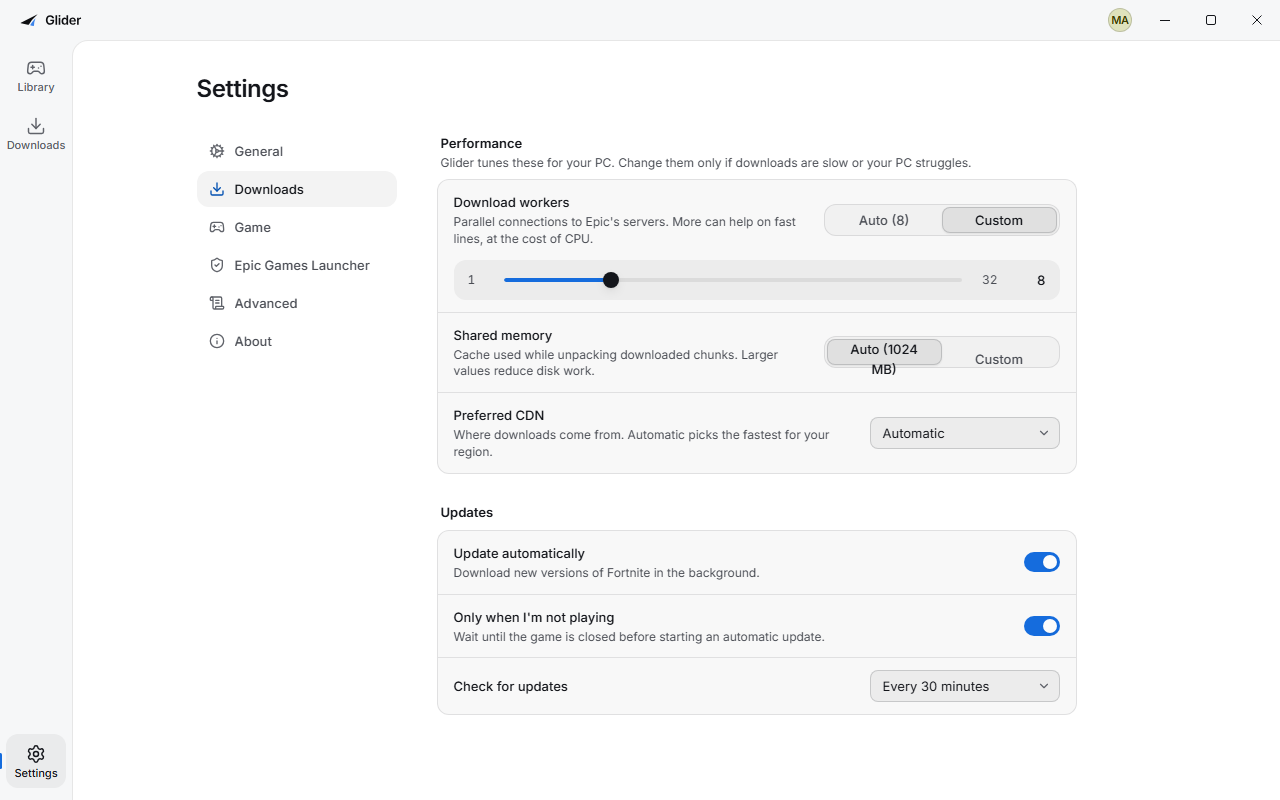 Glider
MA
Library
Downloads
Settings
Settings
General
Downloads
Game
Epic Games Launcher
Advanced
About
Performance
Glider tunes these for your PC. Change them only if downloads are slow or your PC struggles.
Download workers
Parallel connections to Epic's servers. More can help on fast
lines, at the cost of CPU.
Auto (8)
Custom
1
32
8
Shared memory
Cache used while unpacking downloaded chunks. Larger
values reduce disk work.
Auto (1024
MB)
Custom
Preferred CDN
Where downloads come from. Automatic picks the fastest for your
region.
Automatic
Updates
Update automatically
Download new versions of Fortnite in the background.
Only when I'm not playing
Wait until the game is closed before starting an automatic update.
Check for updates
Every 30 minutes